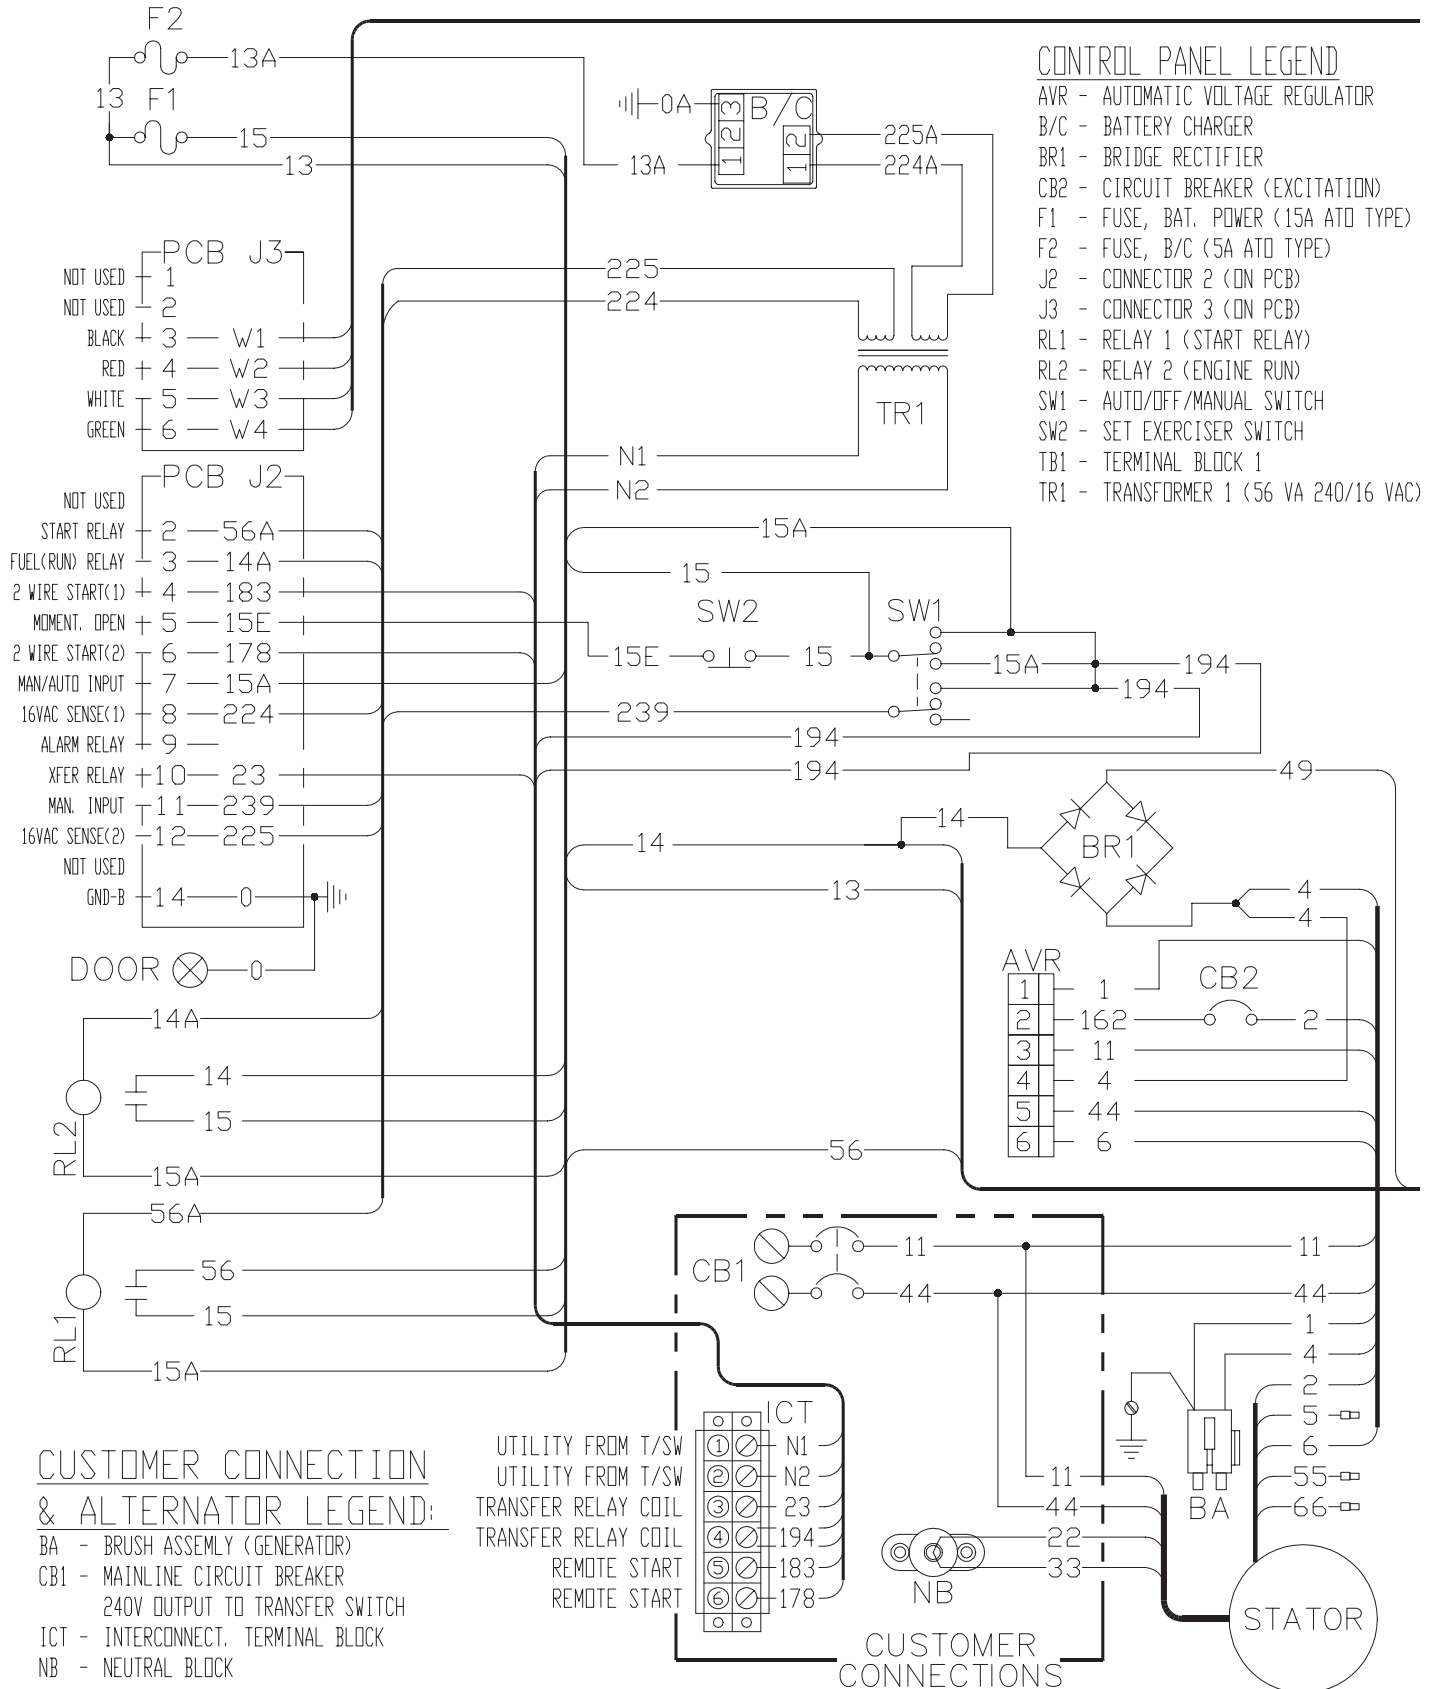 F2
13A
13
F1
15
13
0A
3
2
1
B/C
2
1
13A
225A
224A
CONTROL PANEL LEGEND
AVR - AUTOMATIC VOLTAGE REGULATOR
B/C - BATTERY CHARGER
BR1 - BRIDGE RECTIFIER
CB2 - CIRCUIT BREAKER (EXCITATION)
F1 - FUSE, BAT. POWER (15A ATO TYPE)
F2 - FUSE, B/C (5A ATO TYPE)
J2 - CONNECTOR 2 (ON PCB)
J3 - CONNECTOR 3 (ON PCB)
RL1 - RELAY 1 (START RELAY)
RL2 - RELAY 2 (ENGINE RUN)
SW1 - AUTO/OFF/MANUAL SWITCH
SW2 - SET EXERCISER SWITCH
TB1 - TERMINAL BLOCK 1
TR1 - TRANSFORMER 1 (56 VA 240/16 VAC)
PCB J3
NOT USED 1
NOT USED 2
BLACK 3 W1
RED 4 W2
WHITE 5 W3
GREEN 6 W4
225
224
TR1
N1
N2
PCB J2
NOT USED
START RELAY 2 56A
FUEL(RUN) RELAY 3 14A
2 WIRE START(1) 4 183
MOMENT. OPEN 5 15E
2 WIRE START(2) 6 178
MAN/AUTO INPUT 7 15A
16VAC SENSE(1) 8 224
ALARM RELAY 9
XFER RELAY 10 23
MAN. INPUT 11 239
16VAC SENSE(2) 12 225
NOT USED
GND-B 14 0
DOOR 0
15A
15
SW2
SW1
15E
15
15A
194
194
239
194
194
49
14
14
BR1
13
4
4
AVR
1 1
2 162
CB2
2
3 11
4 4
5 44
6 6
14A
14
15
RL2
15A
56
56A
56
15
RL1
15A
CB1
11
11
44
44
1
4
2
5
6
55
66
BA
11
44
22
33
NB
STATOR
ICT
UTILITY FROM T/SW 1 N1
UTILITY FROM T/SW 2 N2
TRANSFER RELAY COIL 3 23
TRANSFER RELAY COIL 4 194
REMOTE START 5 183
REMOTE START 6 178
CUSTOMER
CONNECTIONS
CUSTOMER CONNECTION
& ALTERNATOR LEGEND:
BA - BRUSH ASSEMLY (GENERATOR)
CB1 - MAINLINE CIRCUIT BREAKER
240V OUTPUT TO TRANSFER SWITCH
ICT - INTERCONNECT. TERMINAL BLOCK
NB - NEUTRAL BLOCK